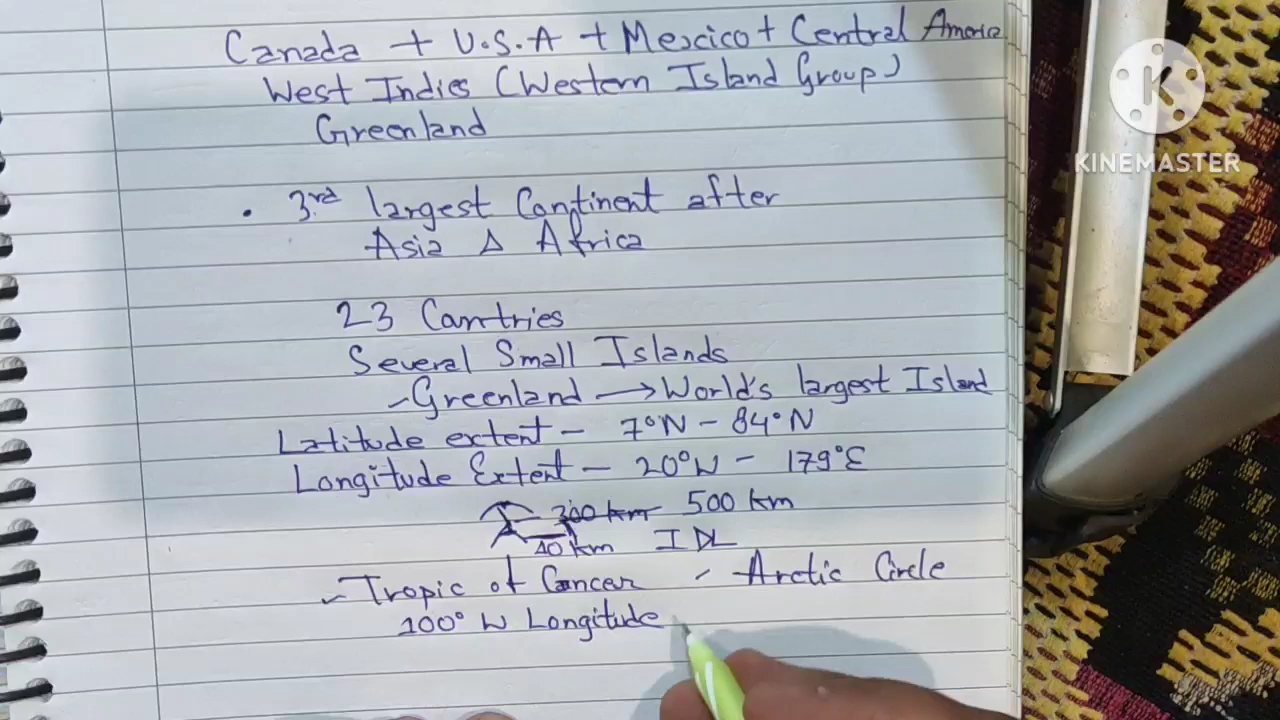 Canada + U.S.A + Mexico + Central America
West Indies (Western Island Group)
Greenland
. 3rd largest Continent after
Asia & Africa
23 Cantries
Several Small Islands
- Greenland → World's largest Island
Latitude extent - 7°N - 84°N
Longitude Extent - 20°W - 179°E
300 km 500 km
40 km IDL
- Tropic of Cancer - Arctic Circle
100° W Longitude
K
KINEMASTER